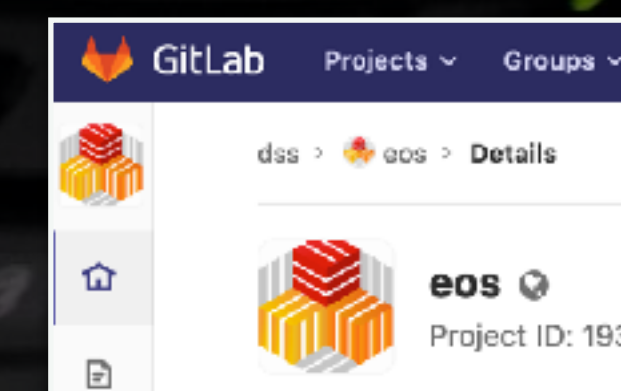 GitLab Projects Groups
dss > eos > Details
eos
Project ID: 193